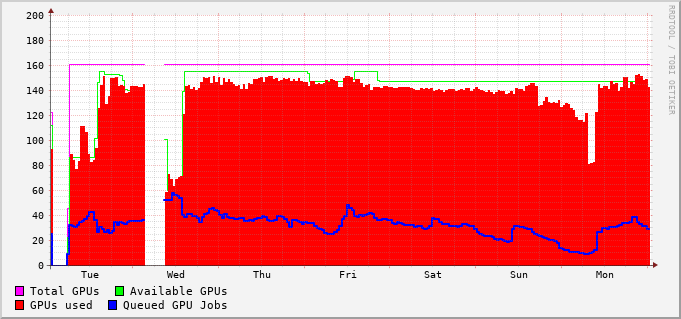 200
180
160
140
120
100
80
60
40
20
0
Tue Wed Thu Fri Sat Sun Mon
Total GPUs Available GPUs
GPUs used Queued GPU Jobs
RRDTOOL / TOBI OETIKER